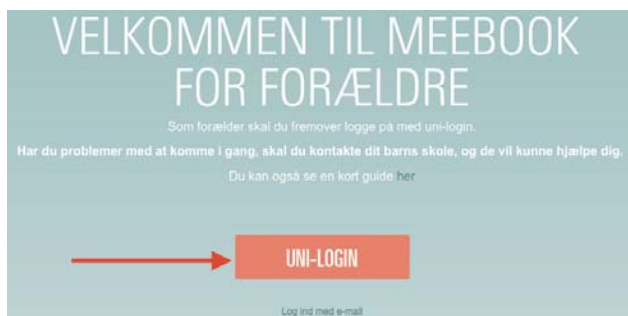 VELKOMMEN TIL MEEBOOK
FOR FORÆLDRE
Som forælder skal du fremover logge på med uni-login.
Har du problemer med at komme i gang, skal du kontakte dit barns skole, og de vil kunne hjælpe dig.
Du kan også se en kort guide her
UNI-LOGIN
Log ind med e-mail